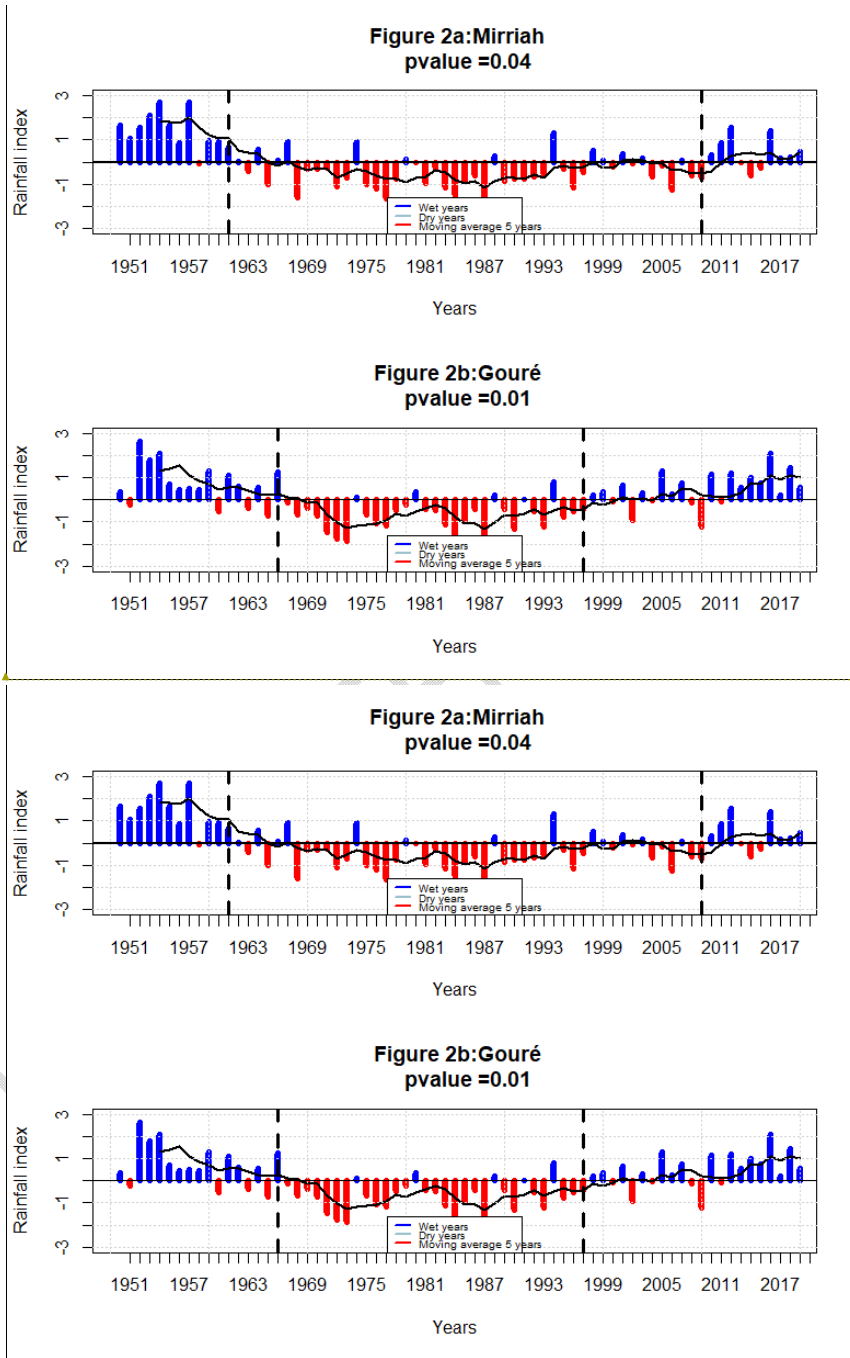 Figure 2a:Mirriah
pvalue =0.04
Rainfall index
3
1
-1
-3
Wet years
Dry years
Moving average 5 years
1951 1957 1963 1969 1975 1981 1987 1993 1999 2005 2011 2017
Years
Figure 2b:Gouré
pvalue =0.01
Rainfall index
3
1
-1
-3
Wet years
Dry years
Moving average 5 years
1951 1957 1963 1969 1975 1981 1987 1993 1999 2005 2011 2017
Years
Figure 2a:Mirriah
pvalue =0.04
Rainfall index
3
1
-1
-3
Wet years
Dry years
Moving average 5 years
1951 1957 1963 1969 1975 1981 1987 1993 1999 2005 2011 2017
Years
Figure 2b:Gouré
pvalue =0.01
Rainfall index
3
1
-1
-3
Wet years
Dry years
Moving average 5 years
1951 1957 1963 1969 1975 1981 1987 1993 1999 2005 2011 2017
Years